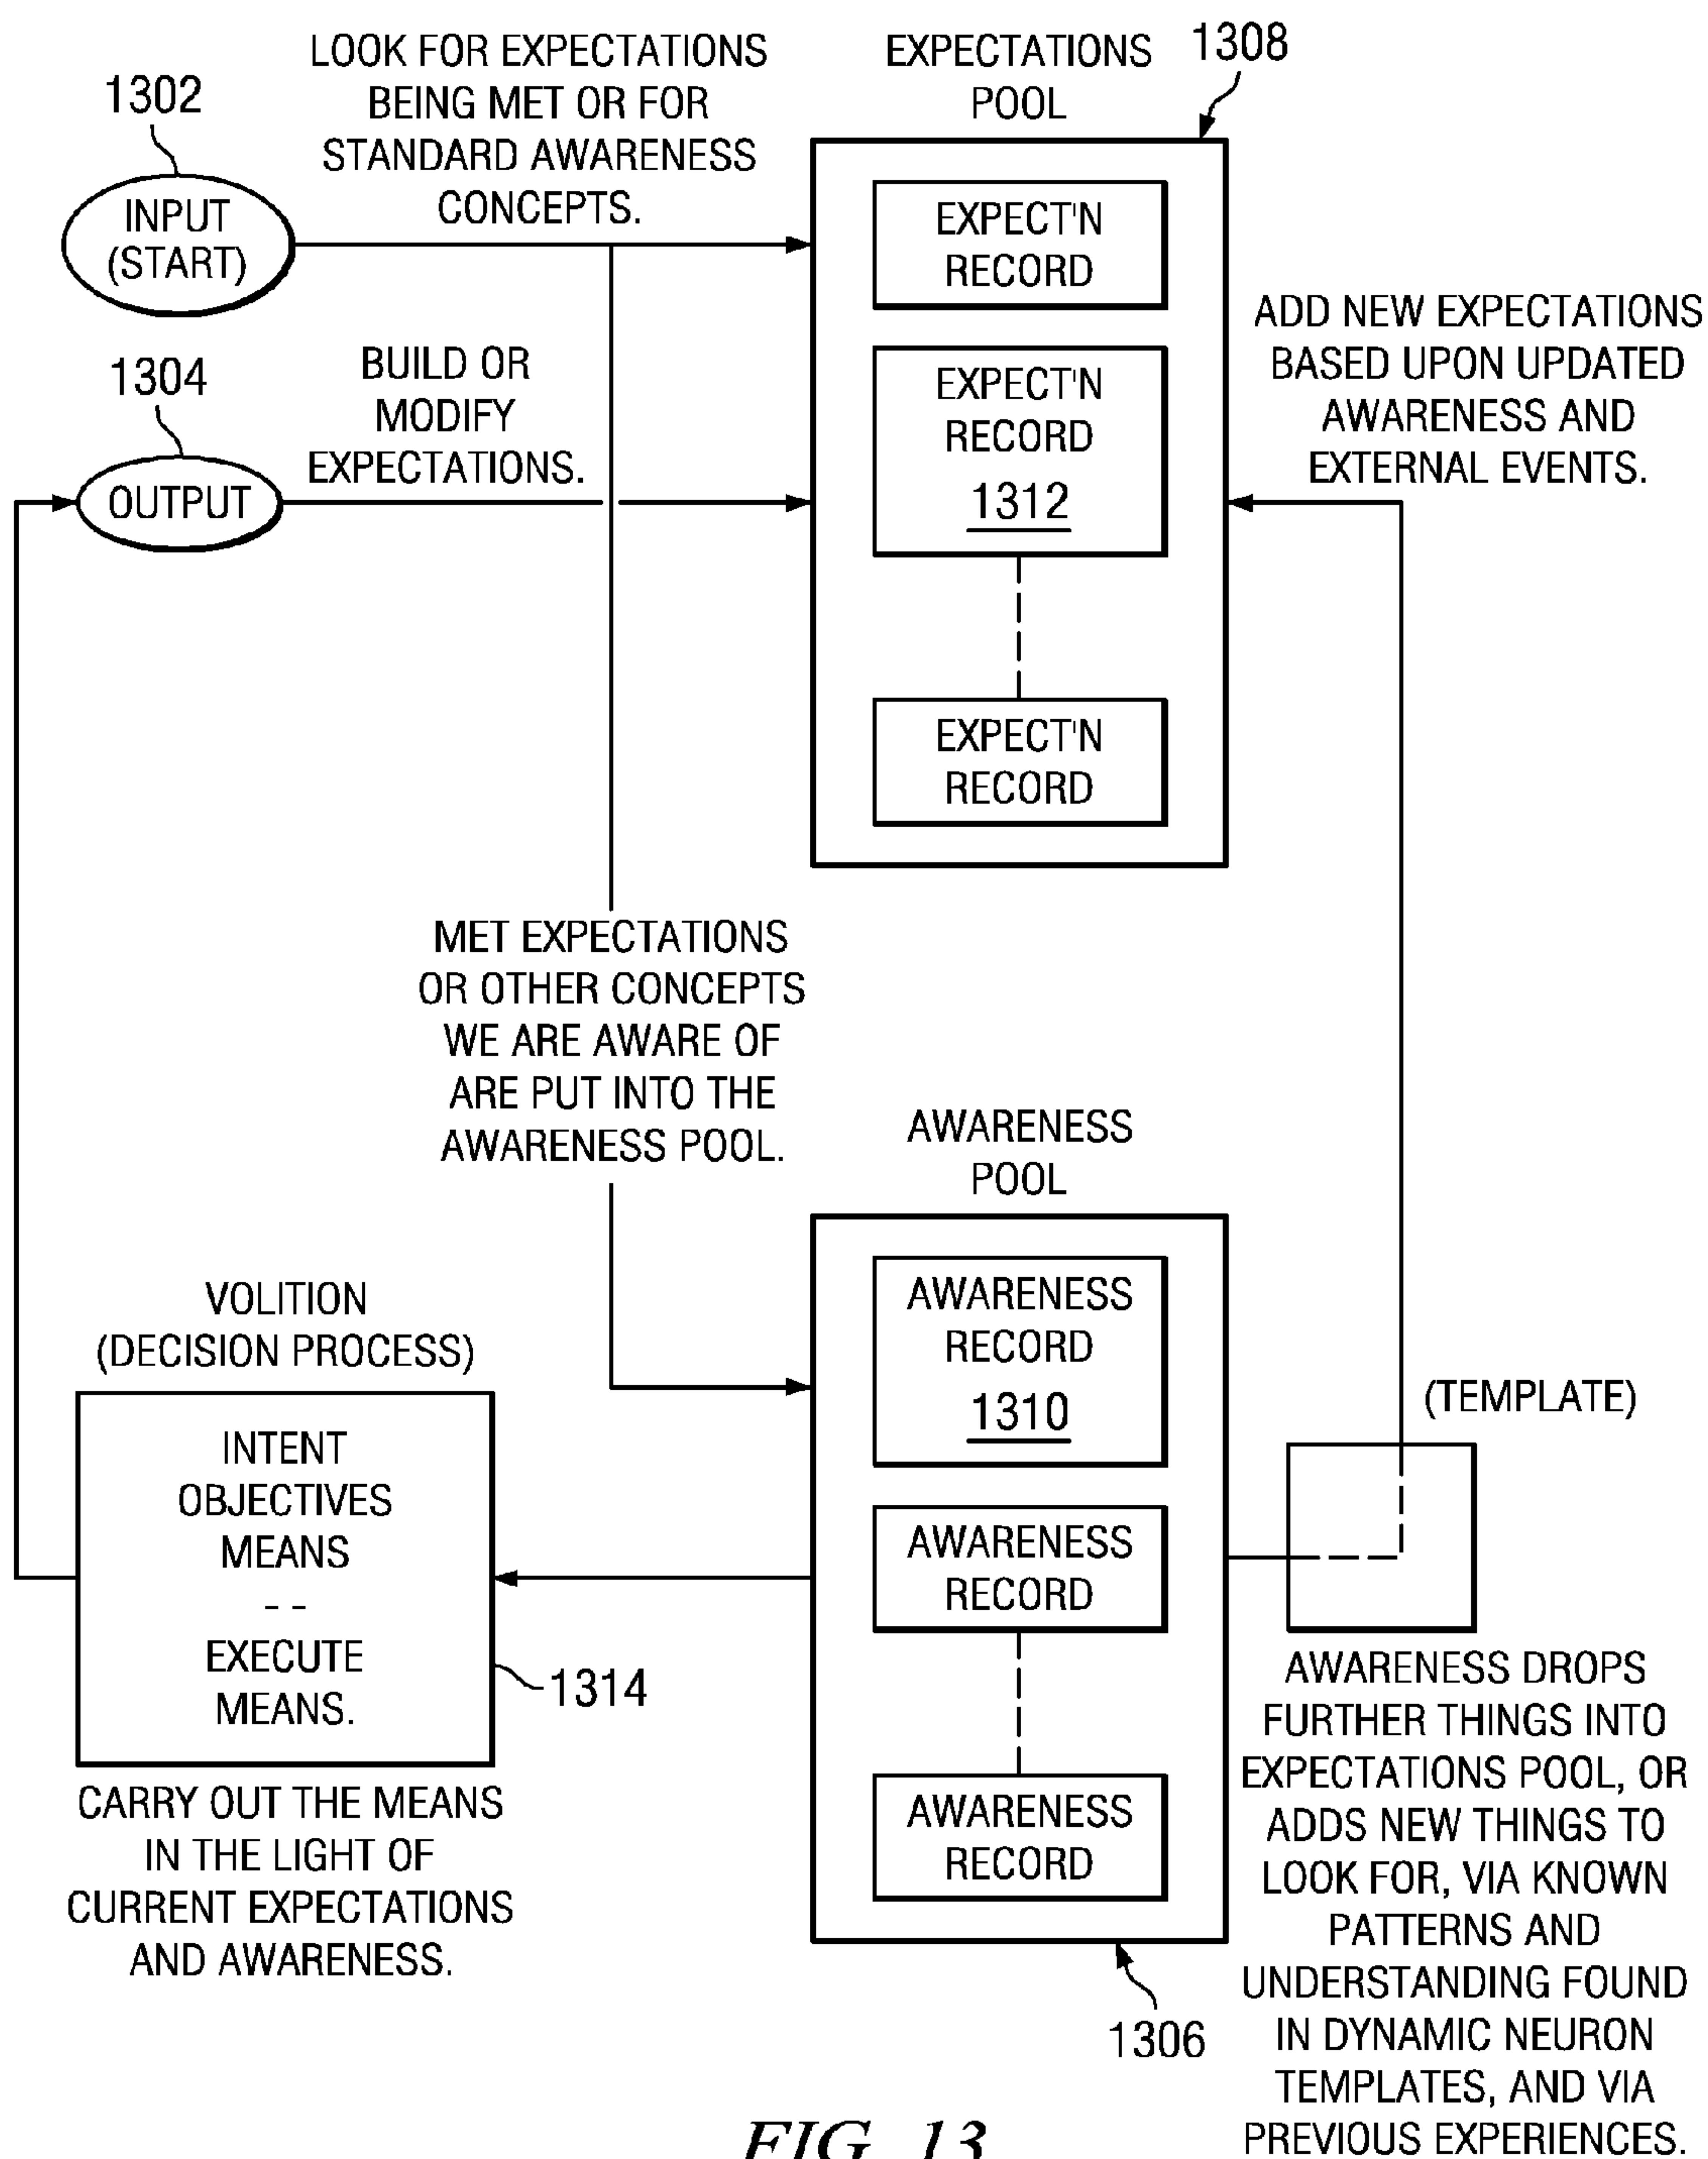 LOOK FOR EXPECTATIONS
BEING MET OR FOR
STANDARD AWARENESS
CONCEPTS.
EXPECTATIONS
POOL
1308
1302
INPUT
(START)
EXPECT'N
RECORD
ADD NEW EXPECTATIONS
BASED UPON UPDATED
AWARENESS AND
EXTERNAL EVENTS.
1304
BUILD OR
MODIFY
EXPECTATIONS.
OUTPUT
EXPECT'N
RECORD
1312
EXPECT'N
RECORD
MET EXPECTATIONS
OR OTHER CONCEPTS
WE ARE AWARE OF
ARE PUT INTO THE
AWARENESS POOL.
AWARENESS
POOL
AWARENESS
RECORD
1310
VOLITION
(DECISION PROCESS)
INTENT
OBJECTIVES
MEANS
--
EXECUTE
MEANS.
1314
CARRY OUT THE MEANS
IN THE LIGHT OF
CURRENT EXPECTATIONS
AND AWARENESS.
AWARENESS
RECORD
AWARENESS
RECORD
1306
(TEMPLATE)
AWARENESS DROPS
FURTHER THINGS INTO
EXPECTATIONS POOL, OR
ADDS NEW THINGS TO
LOOK FOR, VIA KNOWN
PATTERNS AND
UNDERSTANDING FOUND
IN DYNAMIC NEURON
TEMPLATES, AND VIA
PREVIOUS EXPERIENCES.
FIG. 13